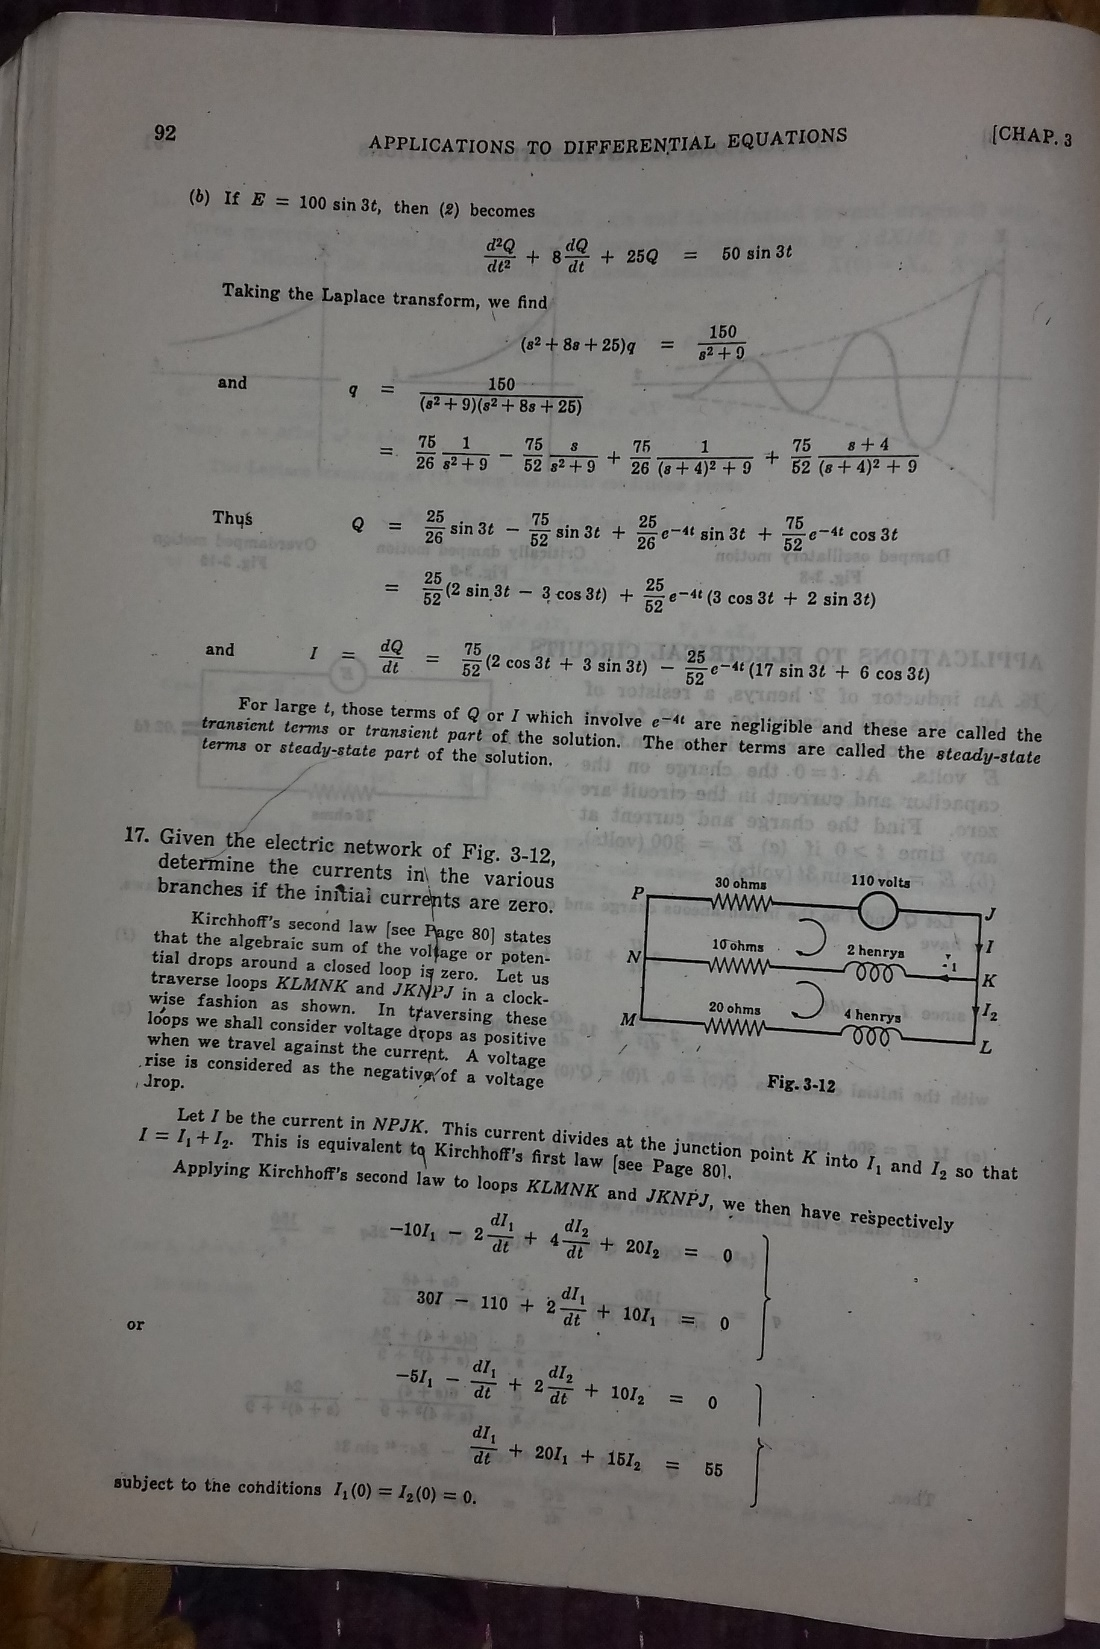 92
APPLICATIONS TO DIFFERENTIAL EQUATIONS
[CHAP. 3
(b) If E = 100 sin 3t, then (2) becomes
d²Q/dt² + 8 dQ/dt + 25Q = 50 sin 3t
Taking the Laplace transform, we find
(s² + 8s + 25)q = 150/(s² + 9)
and q = 150/((s² + 9)(s² + 8s + 25))
= 75/26 1/(s² + 9) − 75/52 s/(s² + 9) + 75/26 1/((s + 4)² + 9) + 75/52 (s + 4)/((s + 4)² + 9)
Thus Q = 25/26 sin 3t − 75/52 sin 3t + 25/26 e^−4t sin 3t + 75/52 e^−4t cos 3t
= 25/52 (2 sin 3t − 3 cos 3t) + 25/52 e^−4t (3 cos 3t + 2 sin 3t)
and I = dQ/dt = 75/52 (2 cos 3t + 3 sin 3t) − 25/52 e^−4t (17 sin 3t + 6 cos 3t)
For large t, those terms of Q or I which involve e^−4t are negligible and these are called the
transient terms or transient part of the solution. The other terms are called the steady-state
terms or steady-state part of the solution.
17. Given the electric network of Fig. 3-12,
determine the currents in the various
branches if the initial currents are zero.
Kirchhoff's second law [see Page 80] states
that the algebraic sum of the voltage or poten-
tial drops around a closed loop is zero. Let us
traverse loops KLMNK and JKNPJ in a clock-
wise fashion as shown. In traversing these
loops we shall consider voltage drops as positive
when we travel against the current. A voltage
rise is considered as the negative of a voltage
drop.
30 ohms
110 volts
P
J
I
10 ohms
2 henrys
N
K
20 ohms
4 henrys
I₂
M
L
Fig. 3-12
Let I be the current in NPJK. This current divides at the junction point K into I₁ and I₂ so that
I = I₁ + I₂. This is equivalent to Kirchhoff's first law [see Page 80].
Applying Kirchhoff's second law to loops KLMNK and JKNPJ, we then have respectively
−10I₁ − 2 dI₁/dt + 4 dI₂/dt + 20I₂ = 0
30I − 110 + 2 dI₁/dt + 10I₁ = 0
or
−5I₁ − dI₁/dt + 2 dI₂/dt + 10I₂ = 0
dI₁/dt + 20I₁ + 15I₂ = 55
subject to the conditions I₁(0) = I₂(0) = 0.